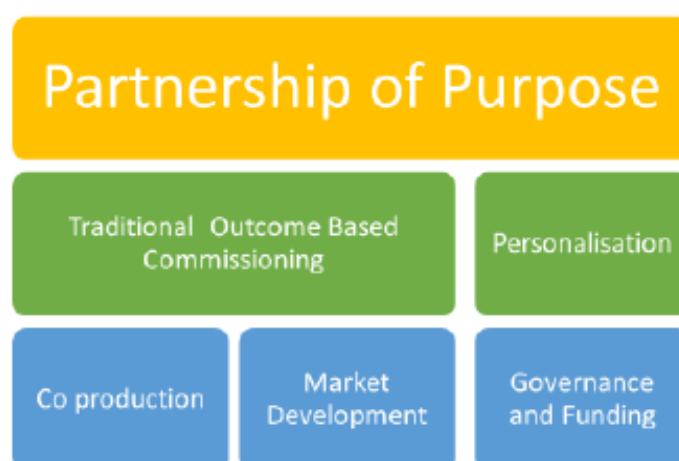 Partnership of Purpose
Traditional Outcome Based
Commissioning
Personalisation
Co production
Market
Development
Governance
and Funding